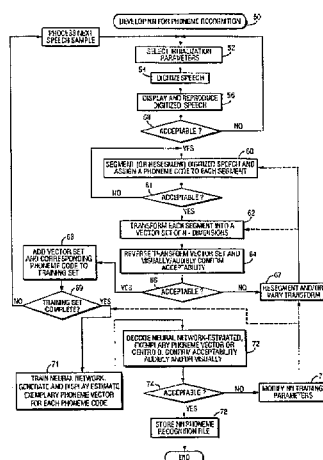 DEVELOP NN FOR PHONEME RECOGNITION
50
PROCESS NEXT
SPEECH SAMPLE
SELECT INITIALIZATION
PARAMETERS
52
54
DIGITIZE SPEECH
56
DISPLAY AND REPRODUCE
DIGITIZED SPEECH
58
ACCEPTABLE ?
NO
YES
60
SEGMENT (OR RESEGMENT) DIGITIZED SPEECH AND
ASSIGN A PHONEME CODE TO EACH SEGMENT
61
NO
ACCEPTABLE ?
YES
62
TRANSFORM EACH SEGMENT INTO A
VECTOR SET OF N - DIMENSIONS
68
ADD VECTOR SET
AND CORRESPONDING
PHONEME CODE TO
TRAINING SET
64
REVERSE TRANSFORM VECTOR SET AND
VISUALLY/AUDIBLY CONFIRM
ACCEPTABILITY
66
YES
ACCEPTABLE ?
NO
67
RESEGMENT AND/OR
VARY TRANSFORM
69
NO
TRAINING SET
COMPLETE?
YES
DECODE NEURAL NETWORK-ESTIMATED,
EXEMPLARY PHONEME VECTOR OR
CENTROID. CONFIRM ACCEPTABILITY
AUDIBLY AND/OR VISUALLY
72
71
TRAIN NEURAL NETWORK,
GENERATE AND DISPLAY ESTIMATE
EXEMPLARY PHONEME VECTOR
FOR EACH PHONEME CODE
74
ACCEPTABLE ?
NO
MODIFY NN TRAINING
PARAMETERS
YES
78
STORE NN PHONEME
RECOGNITION FILE
END